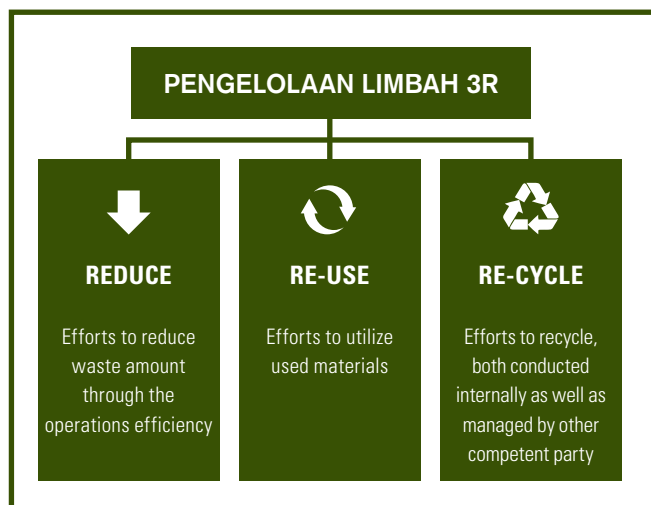 PENGELOLAAN LIMBAH 3R
REDUCE
Efforts to reduce
waste amount
through the
operations efficiency
RE-USE
Efforts to utilize
used materials
RE-CYCLE
Efforts to recycle,
both conducted
internally as well as
managed by other
competent party